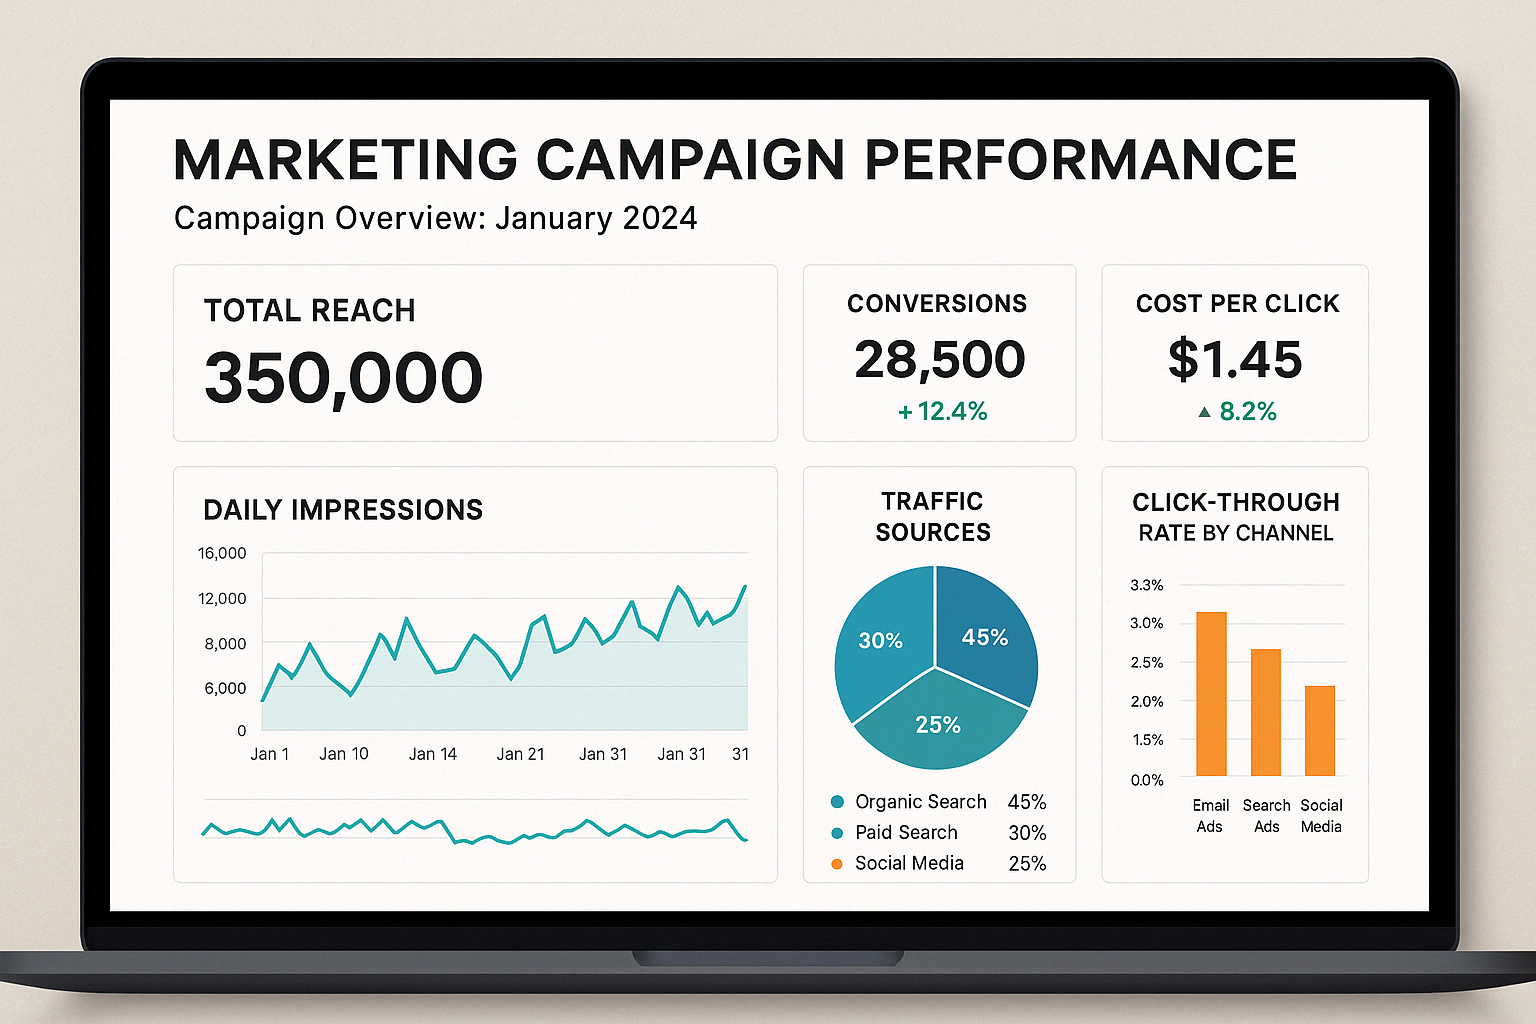 MARKETING CAMPAIGN PERFORMANCE
Campaign Overview: January 2024
TOTAL REACH
350,000
CONVERSIONS
28,500
+12.4%
COST PER CLICK
$1.45
▲ 8.2%
DAILY IMPRESSIONS
16,000
12,000
8,000
6,000
0
Jan 1 Jan 10 Jan 14 Jan 21 Jan 31 Jan 31 31
TRAFFIC
SOURCES
30%
45%
25%
Organic Search 45%
Paid Search 30%
Social Media 25%
CLICK-THROUGH
RATE BY CHANNEL
3.3%
3.0%
2.5%
2.0%
1.5%
0.0%
Email Ads
Search Ads
Social Media